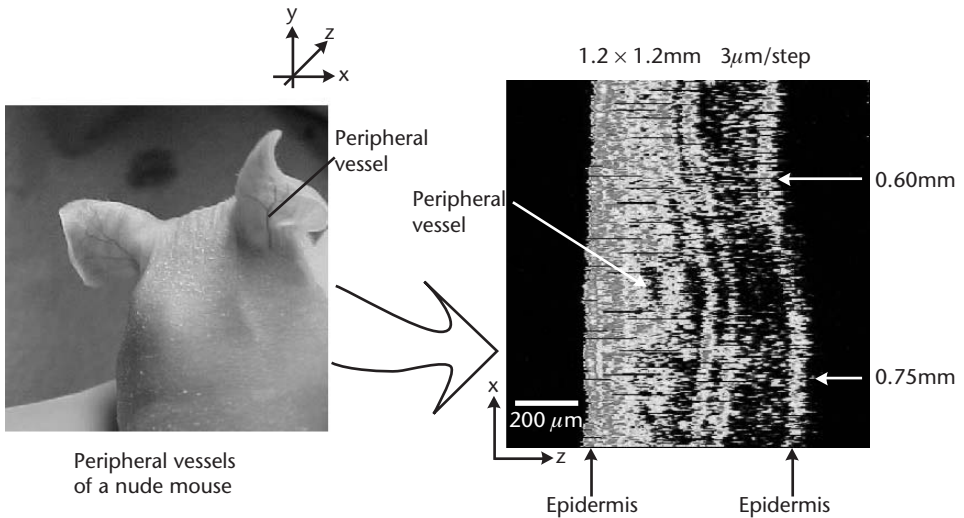 y
z
x
1.2 × 1.2mm 3μm/step
Peripheral
vessel
Peripheral
vessel
0.60mm
0.75mm
x
200 μm
z
Peripheral vessels
of a nude mouse
Epidermis
Epidermis